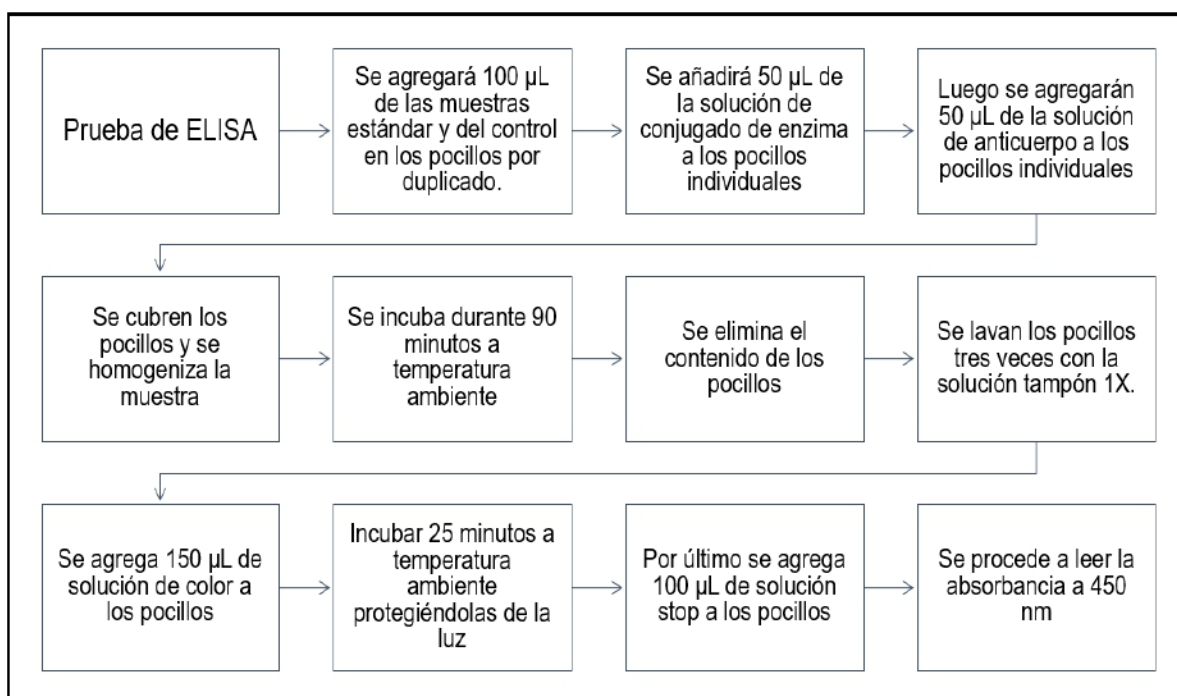 Prueba de ELISA
Se agregará 100 µL
de las muestras
estándar y del control
en los pocillos por
duplicado.
Se añadirá 50 µL de
la solución de
conjugado de enzima
a los pocillos
individuales
Luego se agregarán
50 µL de la solución
de anticuerpo a los
pocillos individuales
Se cubren los
pocillos y se
homogeniza la
muestra
Se incuba durante 90
minutos a
temperatura
ambiente
Se elimina el
contenido de los
pocillos
Se lavan los pocillos
tres veces con la
solución tampón 1X.
Se agrega 150 µL de
solución de color a
los pocillos
Incubar 25 minutos a
temperatura
ambiente
protegiéndolas de la
luz
Por último se agrega
100 µL de solución
stop a los pocillos
Se procede a leer la
absorbancia a 450
nm